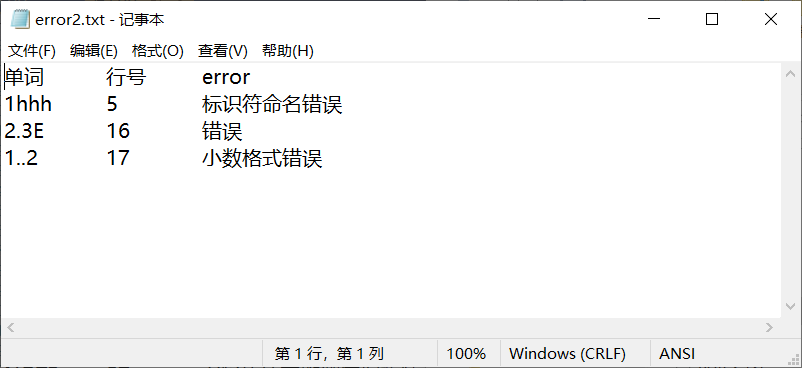 error2.txt - 记事本
文件(F) 编辑(E) 格式(O) 查看(V) 帮助(H)
单词 行号 error
1hhh 5 标识符命名错误
2.3E 16 错误
1..2 17 小数格式错误
第 1 行，第 1 列 100% Windows (CRLF) ANSI